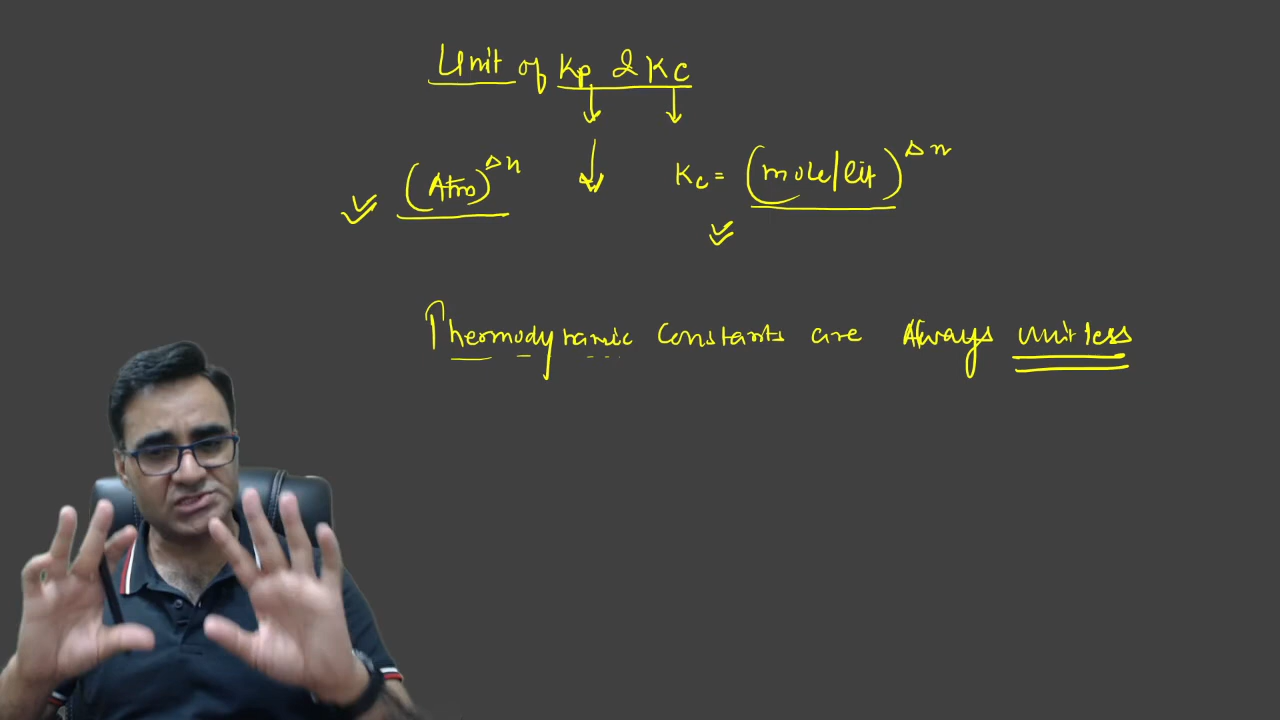 Unit of Kp & Kc
(Atm)^Δn
Kc = (mole/lit)^Δn
Thermodynamic Constants are Always unitless